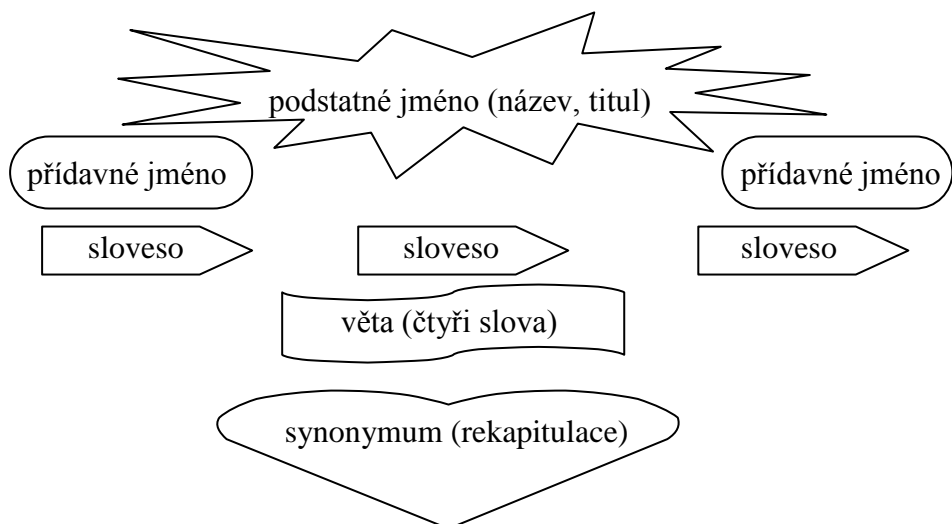 podstatné jméno (název, titul)
přídavné jméno přídavné jméno
sloveso sloveso sloveso
věta (čtyři slova)
synonymum (rekapitulace)